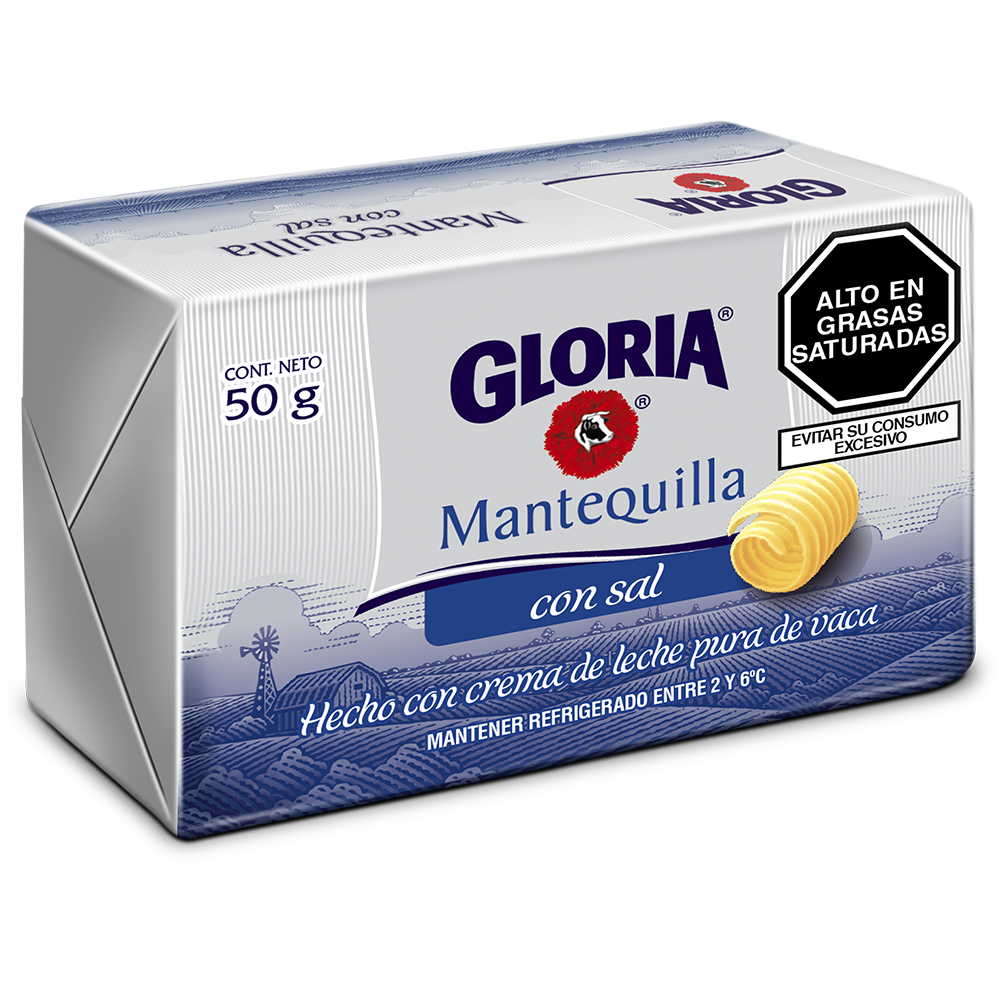 Mantequilla
con sal
GLORIA®
CONT. NETO
50 g
GLORIA®
®
Mantequilla
con sal
Hecho con crema de leche pura de vaca
MANTENER REFRIGERADO ENTRE 2 Y 6ºC
ALTO EN
GRASAS
SATURADAS
EVITAR SU CONSUMO
EXCESIVO